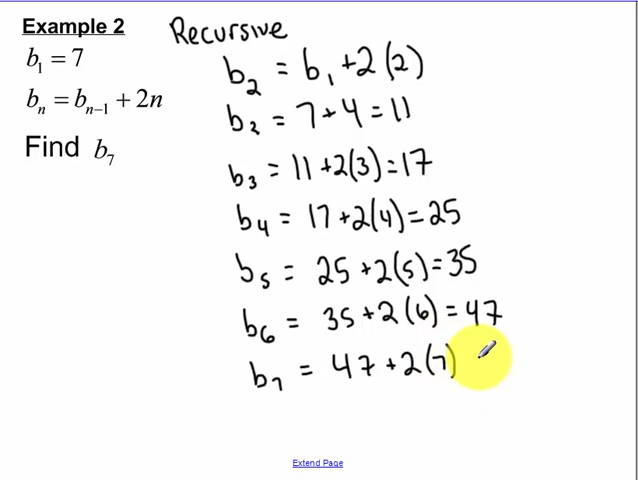 Example 2
Recursive
b₁ = 7
bₙ = bₙ₋₁ + 2n
Find b₇
b₂ = b₁ + 2(2)
b₂ = 7 + 4 = 11
b₃ = 11 + 2(3) = 17
b₄ = 17 + 2(4) = 25
b₅ = 25 + 2(5) = 35
b₆ = 35 + 2(6) = 47
b₇ = 47 + 2(7)
Extend Page